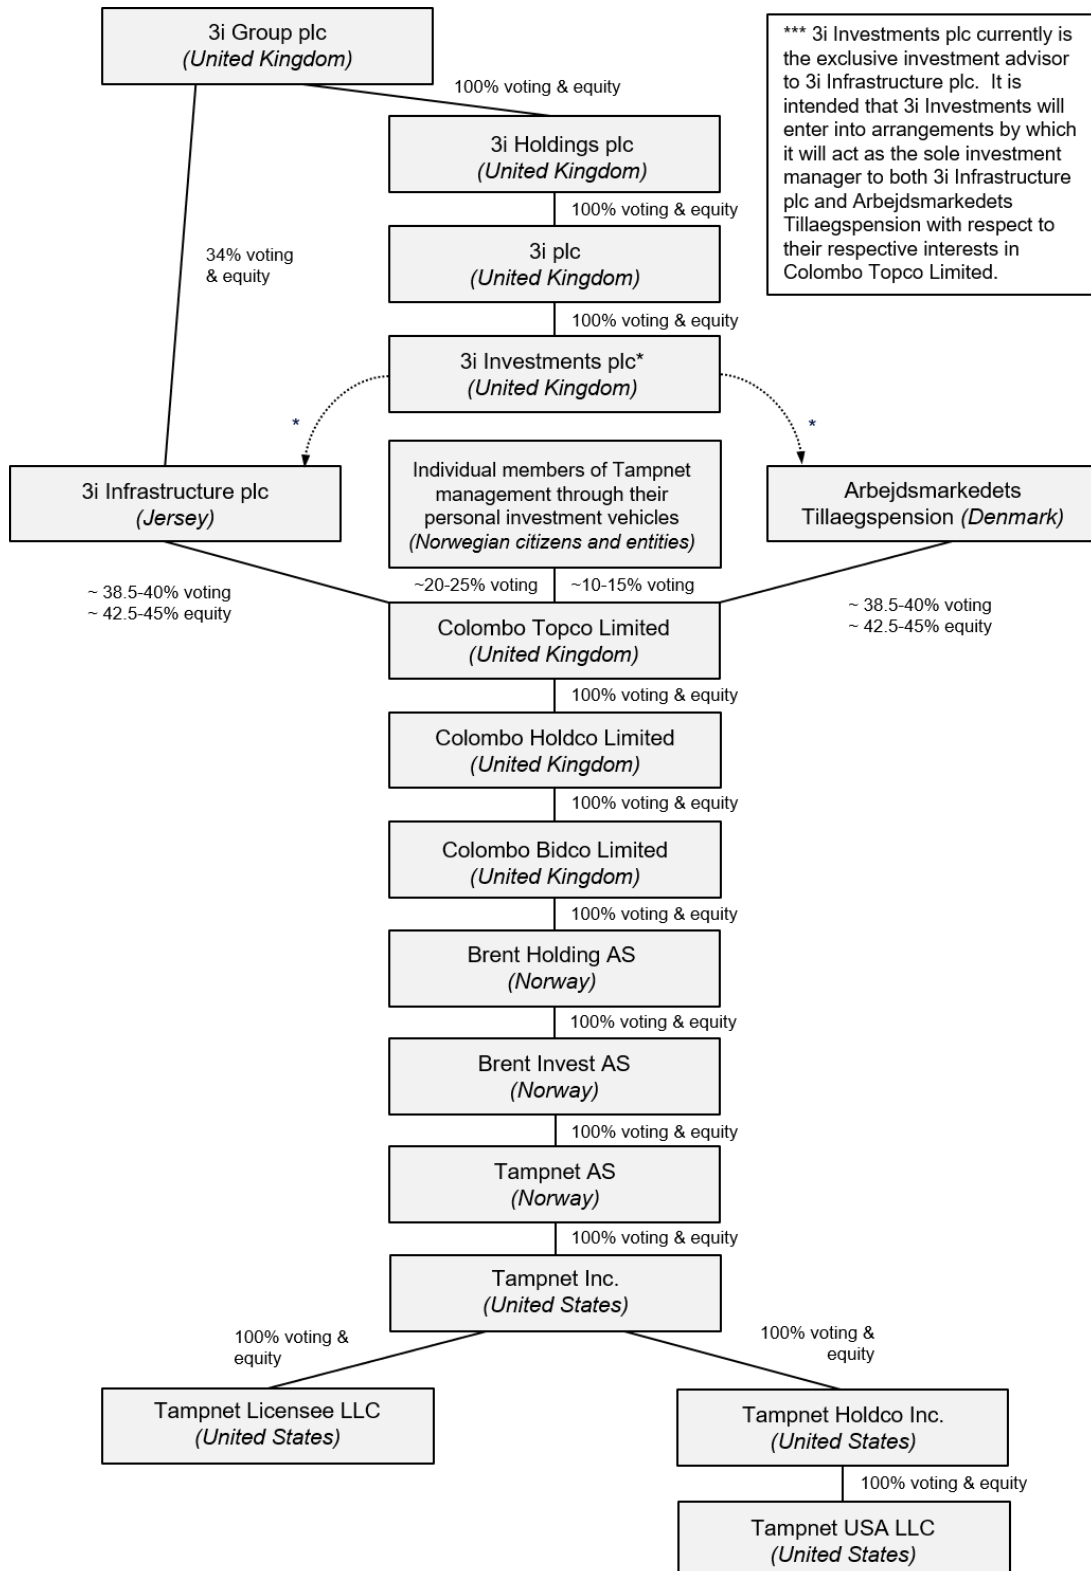 3i Group plc
(United Kingdom)
*** 3i Investments plc currently is
the exclusive investment advisor
to 3i Infrastructure plc. It is
intended that 3i Investments will
enter into arrangements by which
it will act as the sole investment
manager to both 3i Infrastructure
plc and Arbejdsmarkedets
Tillaegspension with respect to
their respective interests in
Colombo Topco Limited.
100% voting & equity
3i Holdings plc
(United Kingdom)
100% voting & equity
34% voting
& equity
3i plc
(United Kingdom)
100% voting & equity
3i Investments plc*
(United Kingdom)
*
*
3i Infrastructure plc
(Jersey)
Individual members of Tampnet
management through their
personal investment vehicles
(Norwegian citizens and entities)
Arbejdsmarkedets
Tillaegspension (Denmark)
~ 38.5-40% voting
~ 42.5-45% equity
~20-25% voting
~10-15% voting
~ 38.5-40% voting
~ 42.5-45% equity
Colombo Topco Limited
(United Kingdom)
100% voting & equity
Colombo Holdco Limited
(United Kingdom)
100% voting & equity
Colombo Bidco Limited
(United Kingdom)
100% voting & equity
Brent Holding AS
(Norway)
100% voting & equity
Brent Invest AS
(Norway)
100% voting & equity
Tampnet AS
(Norway)
100% voting & equity
Tampnet Inc.
(United States)
100% voting &
equity
100% voting &
equity
Tampnet Licensee LLC
(United States)
Tampnet Holdco Inc.
(United States)
100% voting & equity
Tampnet USA LLC
(United States)